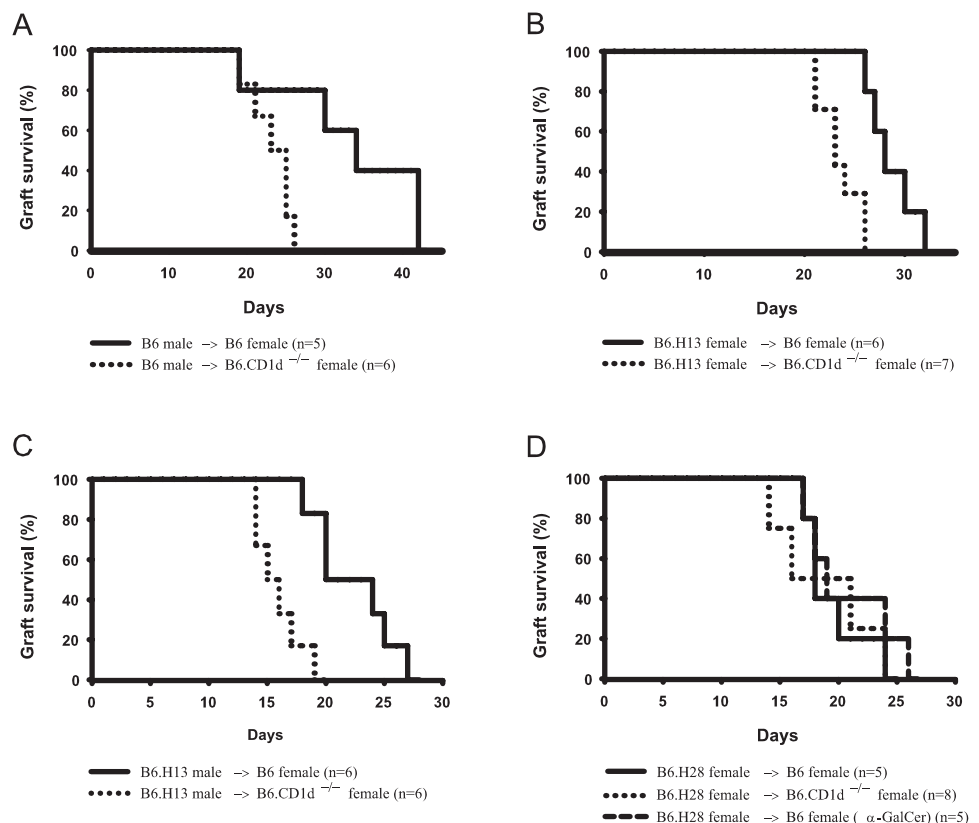 A
Graft survival (%)
100
80
60
40
20
0
0 10 20 30 40
Days
B6 male –> B6 female (n=5)
B6 male –> B6.CD1d −/− female (n=6)
B
Graft survival (%)
100
80
60
40
20
0
0 10 20 30
Days
B6.H13 female –> B6 female (n=6)
B6.H13 female –> B6.CD1d −/− female (n=7)
C
Graft survival (%)
100
80
60
40
20
0
0 5 10 15 20 25 30
Days
B6.H13 male –> B6 female (n=6)
B6.H13 male –> B6.CD1d −/− female (n=6)
D
Graft survival (%)
100
80
60
40
20
0
0 5 10 15 20 25 30
Days
B6.H28 female –> B6 female (n=5)
B6.H28 female –> B6.CD1d −/− female (n=8)
B6.H28 female –> B6 female ( α-GalCer) (n=5)